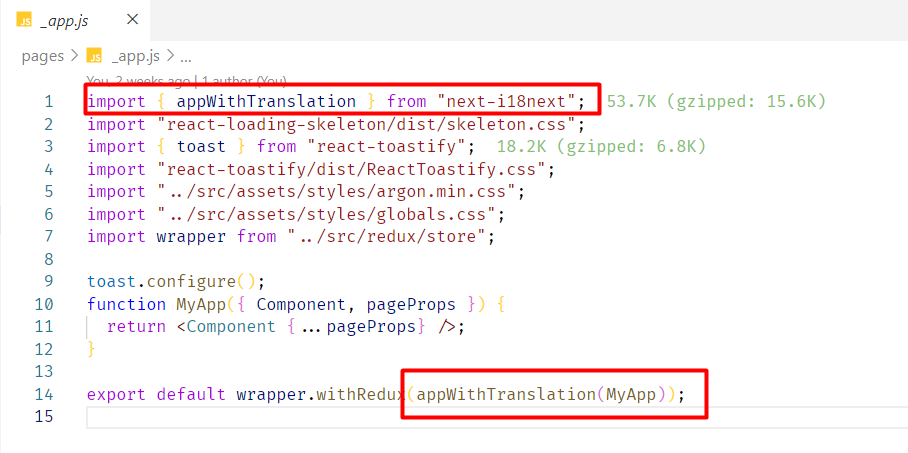 JS _app.js ×
pages > JS _app.js > ...
You, 2 weeks ago | 1 author (You)
1 import { appWithTranslation } from "next-i18next"; 53.7K (gzipped: 15.6K)
2 import "react-loading-skeleton/dist/skeleton.css";
3 import { toast } from "react-toastify"; 18.2K (gzipped: 6.8K)
4 import "react-toastify/dist/ReactToastify.css";
5 import "../src/assets/styles/argon.min.css";
6 import "../src/assets/styles/globals.css";
7 import wrapper from "../src/redux/store";
8
9 toast.configure();
10 function MyApp({ Component, pageProps }) {
11   return <Component {...pageProps} />;
12 }
13
14 export default wrapper.withRedux(appWithTranslation(MyApp));
15